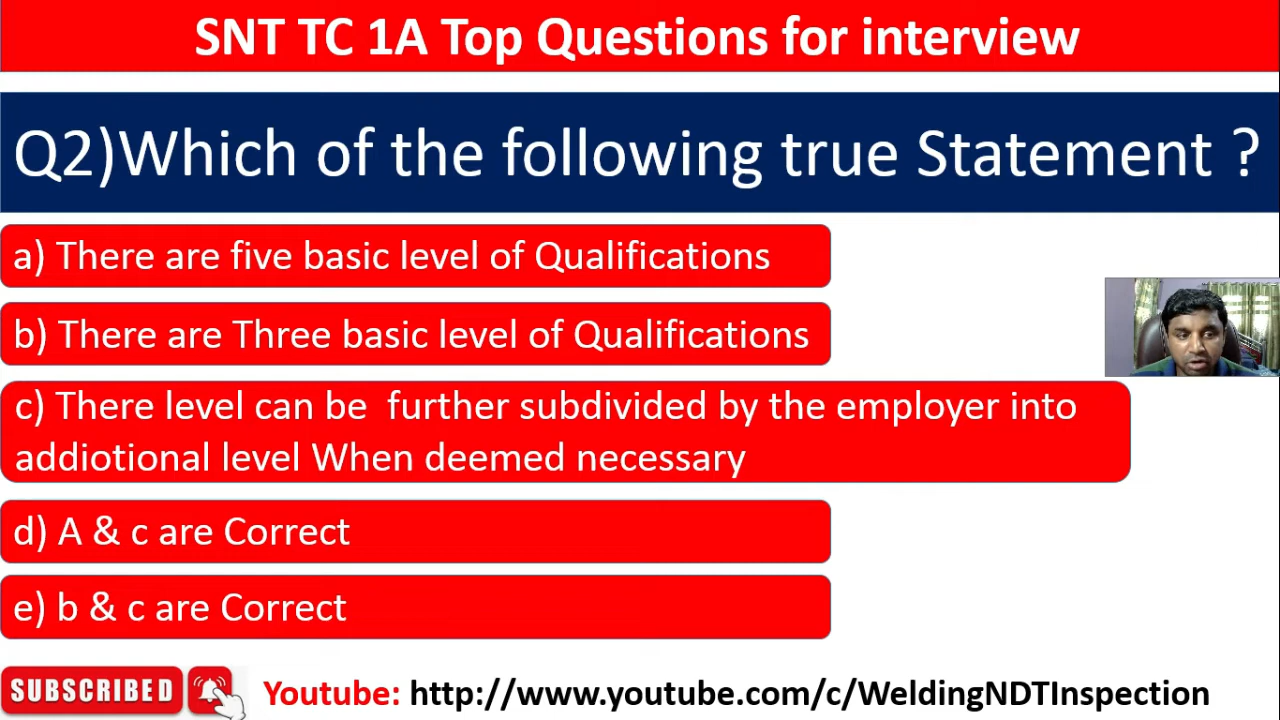 SNT TC 1A Top Questions for interview
Q2)Which of the following true Statement ?
a) There are five basic level of Qualifications
b) There are Three basic level of Qualifications
c) There level can be further subdivided by the employer into
addiotional level When deemed necessary
d) A & c are Correct
e) b & c are Correct
SUBSCRIBED
Youtube: http://www.youtube.com/c/WeldingNDTInspection